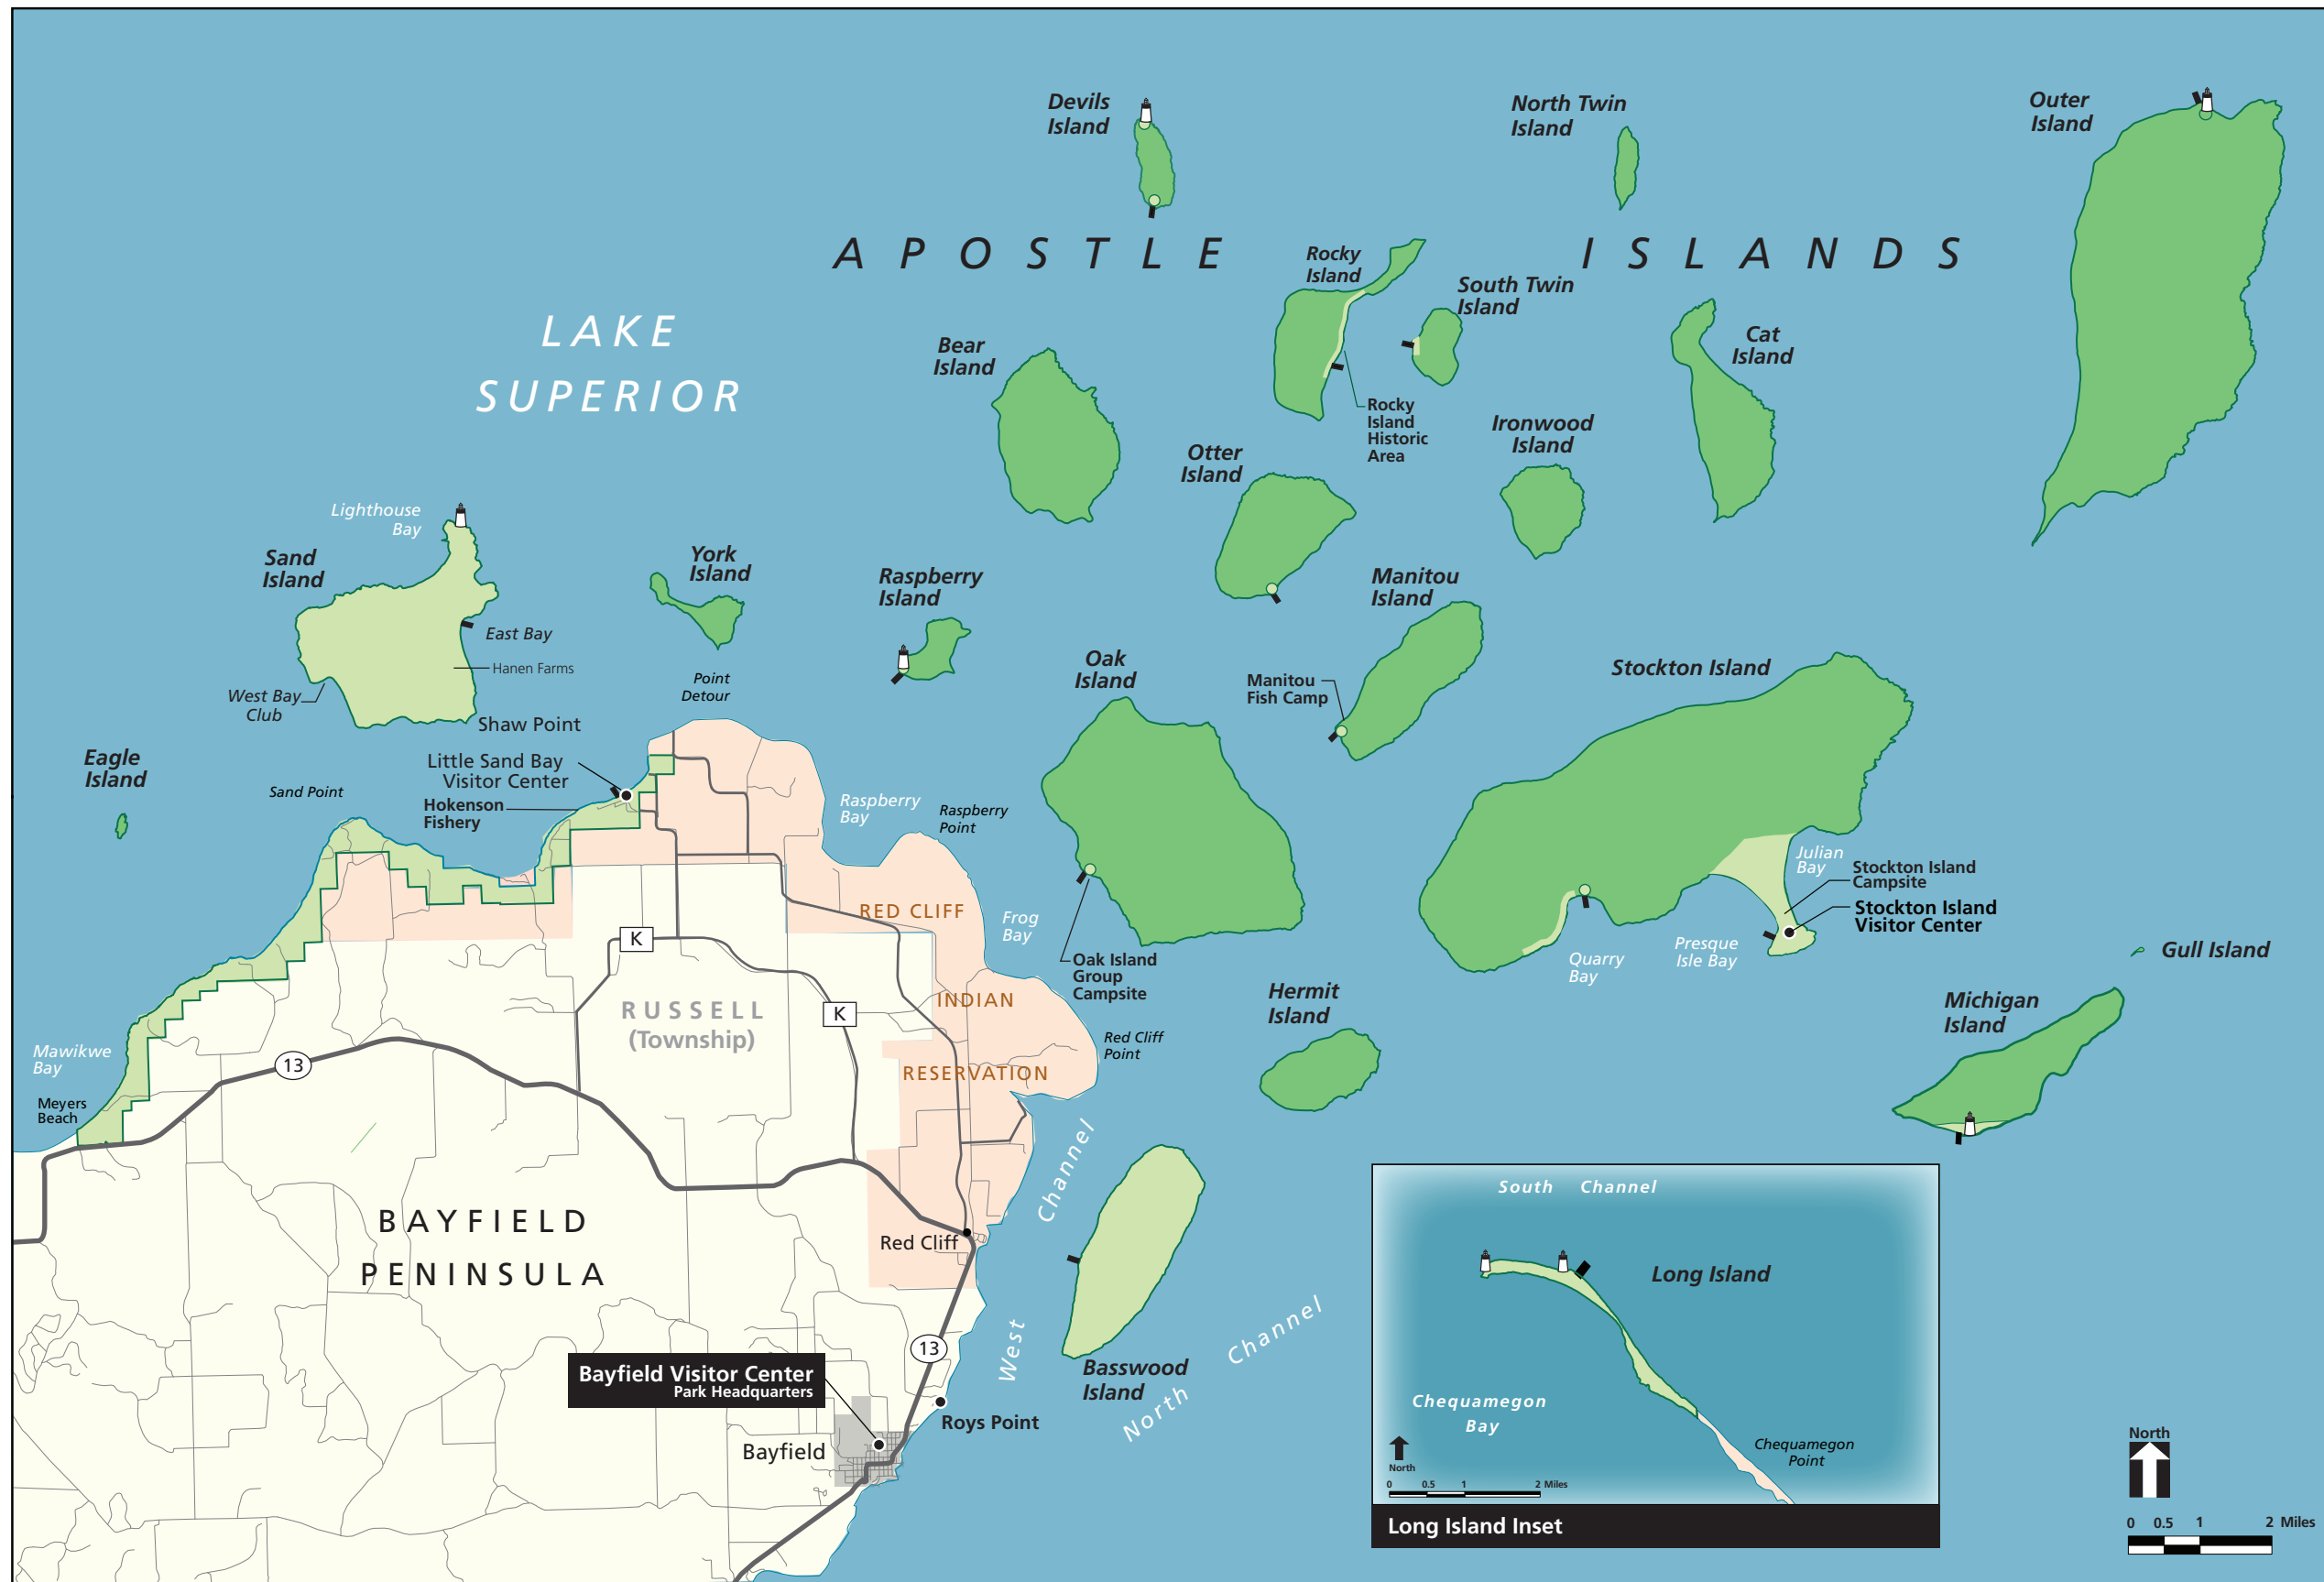 Devils
Island
North Twin
Island
Outer
Island
APOSTLE ISLANDS
Rocky
Island
South Twin
Island
LAKE
SUPERIOR
Bear
Island
Cat
Island
Rocky
Island
Historic
Area
Ironwood
Island
Otter
Island
Lighthouse
Bay
Sand
Island
York
Island
Raspberry
Island
Manitou
Island
East Bay
Hanen Farms
West Bay
Club
Shaw Point
Point
Detour
Oak
Island
Manitou
Fish Camp
Stockton Island
Eagle
Island
Sand Point
Little Sand Bay
Visitor Center
Hokenson
Fishery
Raspberry
Bay
Raspberry
Point
Julian
Bay
Stockton Island
Campsite
Stockton Island
Visitor Center
Presque
Isle Bay
Quarry
Bay
Gull Island
Michigan
Island
RED CLIFF
INDIAN
RESERVATION
Frog
Bay
Oak Island
Group
Campsite
Hermit
Island
Red Cliff
Point
K
K
RUSSELL
(Township)
13
Mawikwe
Bay
Meyers
Beach
BAYFIELD
PENINSULA
Red Cliff
West Channel
13
Bayfield Visitor Center
Park Headquarters
Bayfield
Roys Point
Basswood
Island
North Channel
South Channel
Long Island
Chequamegon
Bay
Chequamegon
Point
North
0 0.5 1 2 Miles
Long Island Inset
North
0 0.5 1 2 Miles